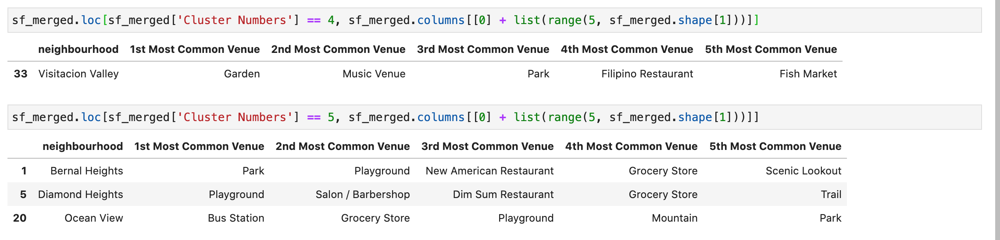 sf_merged.loc[sf_merged['Cluster Numbers'] == 4, sf_merged.columns[[0] + list(range(5, sf_merged.shape[1]))]]
neighbourhood 1st Most Common Venue 2nd Most Common Venue 3rd Most Common Venue 4th Most Common Venue 5th Most Common Venue
33 Visitacion Valley Garden Music Venue Park Filipino Restaurant Fish Market
sf_merged.loc[sf_merged['Cluster Numbers'] == 5, sf_merged.columns[[0] + list(range(5, sf_merged.shape[1]))]]
neighbourhood 1st Most Common Venue 2nd Most Common Venue 3rd Most Common Venue 4th Most Common Venue 5th Most Common Venue
1 Bernal Heights Park Playground New American Restaurant Grocery Store Scenic Lookout
5 Diamond Heights Playground Salon / Barbershop Dim Sum Restaurant Grocery Store Trail
20 Ocean View Bus Station Grocery Store Playground Mountain Park